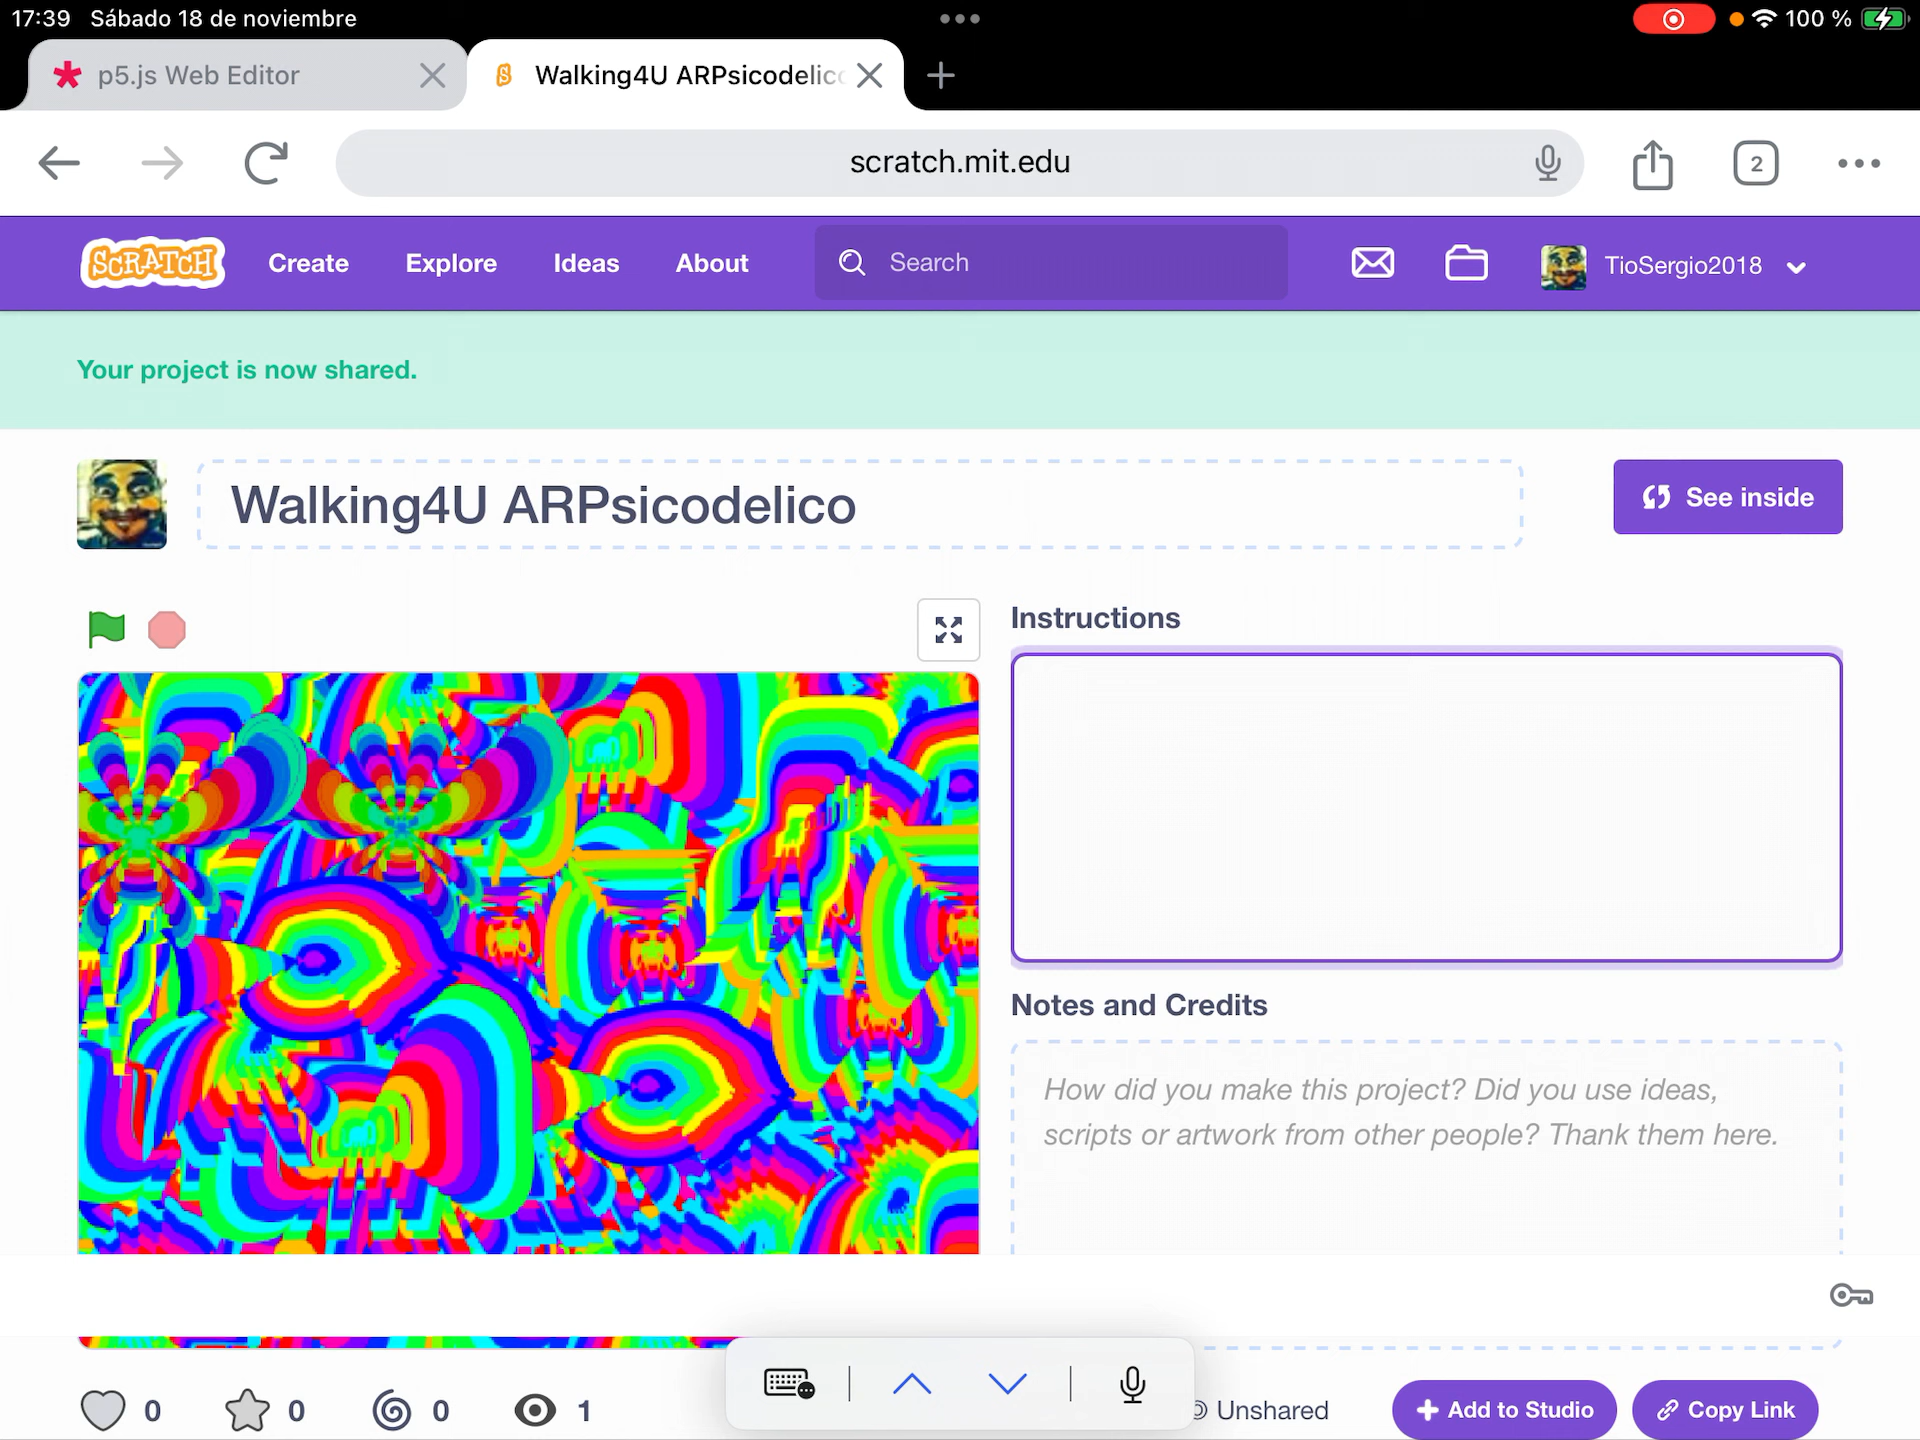 17:39 Sábado 18 de noviembre
100 %
p5.js Web Editor
Walking4U ARPsicodelico
scratch.mit.edu
2
SCRATCH
Create
Explore
Ideas
About
Search
TioSergio2018
Your project is now shared.
Walking4U ARPsicodelico
See inside
Instructions
Notes and Credits
How did you make this project? Did you use ideas,
scripts or artwork from other people? Thank them here.
0
0
0
1
Unshared
Add to Studio
Copy Link